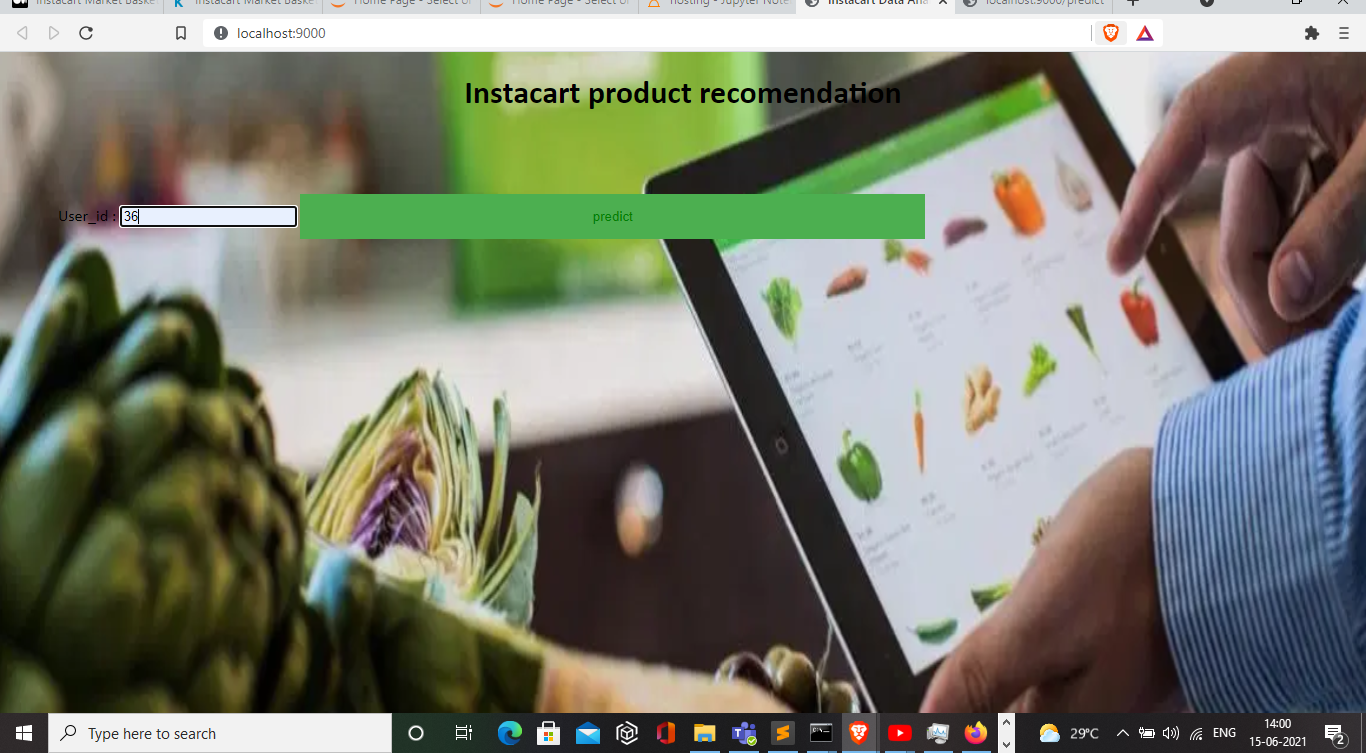 Instacart Market Baske
Instacart Market Baske
Home Page - Select or
Home Page - Select or
hosting - Jupyter Note
Instacart Data Ana
localhost:9000/predict
localhost:9000
Instacart product recomendation
User_id : 36
predict
Type here to search
29°C
ENG
14:00
15-06-2021
2